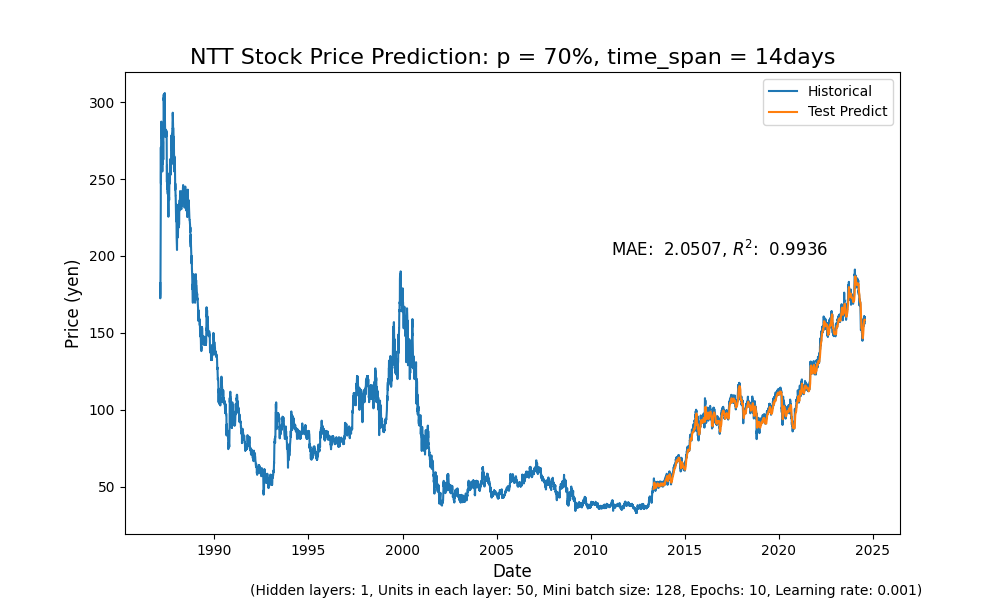 NTT Stock Price Prediction: p = 70%, time_span = 14days
Historical
Test Predict
MAE:  2.0507, R²:  0.9936
Price (yen)
300
250
200
150
100
50
1990 1995 2000 2005 2010 2015 2020 2025
Date
(Hidden layers: 1, Units in each layer: 50, Mini batch size: 128, Epochs: 10, Learning rate: 0.001)